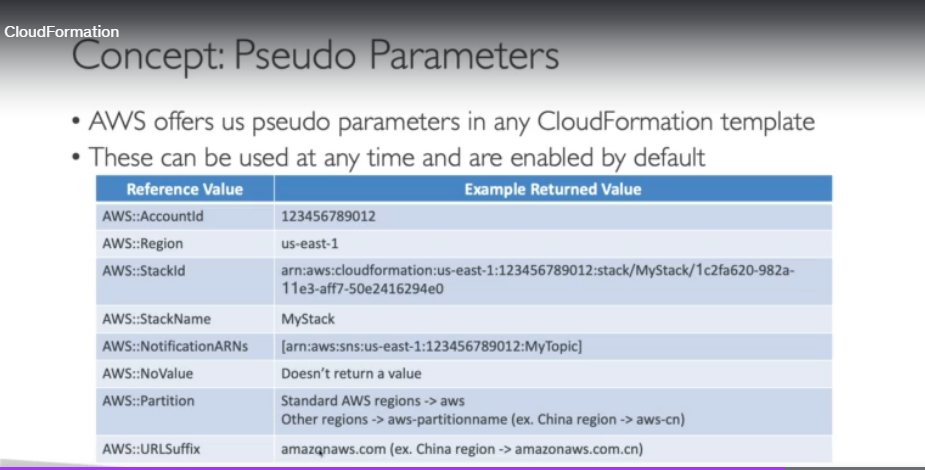 CloudFormation
Concept: Pseudo Parameters
• AWS offers us pseudo parameters in any CloudFormation template
• These can be used at any time and are enabled by default
Reference Value Example Returned Value
AWS::AccountId 123456789012
AWS::Region us-east-1
AWS::StackId arn:aws:cloudformation:us-east-1:123456789012:stack/MyStack/1c2fa620-982a-
11e3-aff7-50e2416294e0
AWS::StackName MyStack
AWS::NotificationARNs [arn:aws:sns:us-east-1:123456789012:MyTopic]
AWS::NoValue Doesn't return a value
AWS::Partition Standard AWS regions -> aws
Other regions -> aws-partitionname (ex. China region -> aws-cn)
AWS::URLSuffix amazonaws.com (ex. China region -> amazonaws.com.cn)